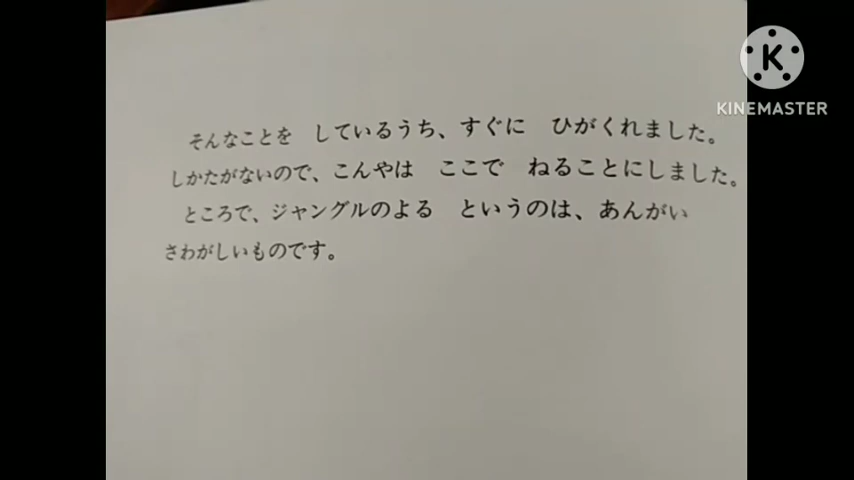 そんなことを　しているうち、すぐに　ひがくれました。
しかたがないので、こんやは　ここで　ねることにしました。
ところで、ジャングルのよる　というのは、あんがい
さわがしいものです。
K
KINEMASTER